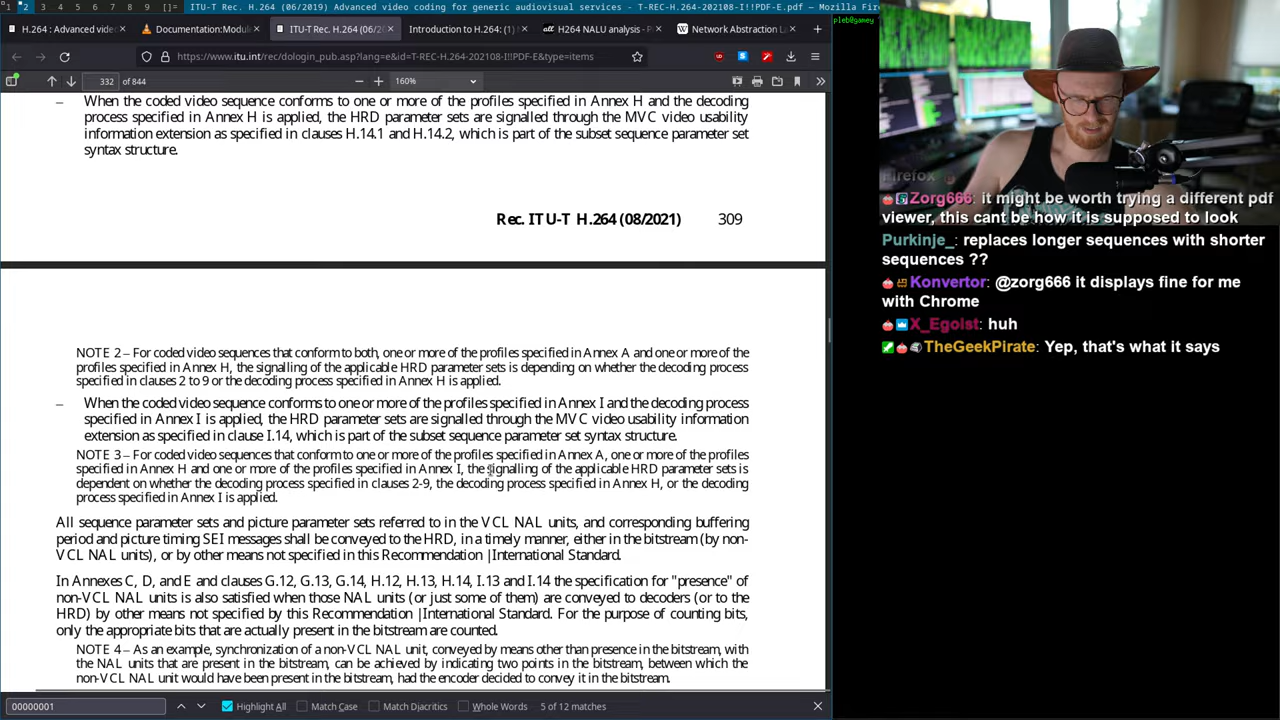 1 2 3 4 5 6 7 8 9 []= ITU-T Rec. H.264 (06/2019) Advanced video coding for generic audiovisual services - T-REC-H.264-202108-I!!PDF-E.pdf — Mozilla Fire
pleb@gamey
H.264 : Advanced video
Documentation:Module
ITU-T Rec. H.264 (06/20
Introduction to H.264: (1)
H264 NALU analysis - P
Network Abstraction La
https://www.itu.int/rec/dologin_pub.asp?lang=e&id=T-REC-H.264-202108-I!!PDF-E&type=items
332 of 844
160%
– When the coded video sequence conforms to one or more of the profiles specified in Annex H and the decoding
process specified in Annex H is applied, the HRD parameter sets are signalled through the MVC video usability
information extension as specified in clauses H.14.1 and H.14.2, which is part of the subset sequence parameter set
syntax structure.
Rec. ITU-T H.264 (08/2021) 309
NOTE 2 – For coded video sequences that conform to both, one or more of the profiles specified in Annex A and one or more of the
profiles specified in Annex H, the signalling of the applicable HRD parameter sets is depending on whether the decoding process
specified in clauses 2 to 9 or the decoding process specified in Annex H is applied.
– When the coded video sequence conforms to one or more of the profiles specified in Annex I and the decoding process
specified in Annex I is applied, the HRD parameter sets are signalled through the MVC video usability information
extension as specified in clause I.14, which is part of the subset sequence parameter set syntax structure.
NOTE 3 – For coded video sequences that conform to one or more of the profiles specified in Annex A, one or more of the profiles
specified in Annex H and one or more of the profiles specified in Annex I, the signalling of the applicable HRD parameter sets is
dependent on whether the decoding process specified in clauses 2-9, the decoding process specified in Annex H, or the decoding
process specified in Annex I is applied.
All sequence parameter sets and picture parameter sets referred to in the VCL NAL units, and corresponding buffering
period and picture timing SEI messages shall be conveyed to the HRD, in a timely manner, either in the bitstream (by non-
VCL NAL units), or by other means not specified in this Recommendation | International Standard.
In Annexes C, D, and E and clauses G.12, G.13, G.14, H.12, H.13, H.14, I.13 and I.14 the specification for "presence" of
non-VCL NAL units is also satisfied when those NAL units (or just some of them) are conveyed to decoders (or to the
HRD) by other means not specified by this Recommendation | International Standard. For the purpose of counting bits,
only the appropriate bits that are actually present in the bitstream are counted.
NOTE 4 – As an example, synchronization of a non-VCL NAL unit, conveyed by means other than presence in the bitstream, with
the NAL units that are present in the bitstream, can be achieved by indicating two points in the bitstream, between which the
non-VCL NAL unit would have been present in the bitstream, had the encoder decided to convey it in the bitstream.
00000001
Highlight All
Match Case
Match Diacritics
Whole Words
5 of 12 matches
Firefox
Zorg666: it might be worth trying a different pdf
viewer, this cant be how it is supposed to look
Purkinje_: replaces longer sequences with shorter
sequences ??
Konvertor: @zorg666 it displays fine for me
with Chrome
X_Egoist: huh
TheGeekPirate: Yep, that's what it says